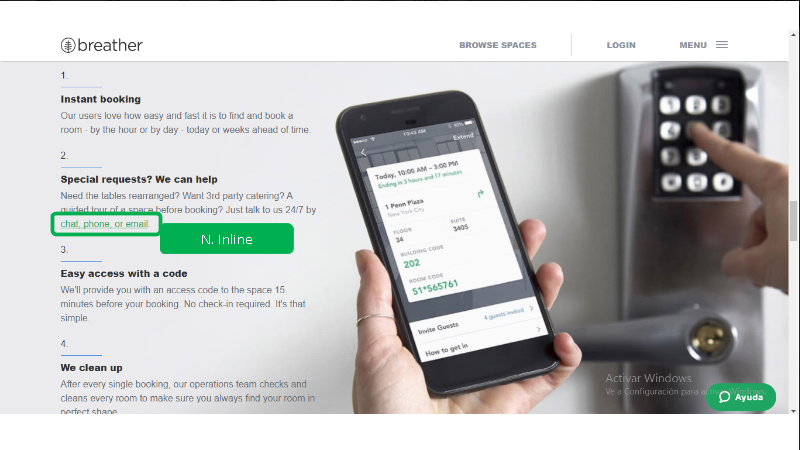 breather
BROWSE SPACES
LOGIN
MENU
1.
Instant booking
Our users love how easy and fast it is to find and book a
room - by the hour or by day - today or weeks ahead of time.
2.
Special requests? We can help
Need the tables rearranged? Want 3rd party catering? A
guided tour of a space before booking? Just talk to us 24/7 by
chat, phone, or email.
N. Inline
3.
Easy access with a code
We'll provide you with an access code to the space 15
minutes before your booking. No check-in required. It's that
simple.
4.
We clean up
After every single booking, our operations team checks and
cleans every room to make sure you always find your room in
perfect shape.
10:43 AM
Extend
Today, 10:00 AM – 3:00 PM
Ending in 3 hours and 17 minutes
1 Penn Plaza
New York City
FLOOR
34
SUITE
3405
BUILDING CODE
202
ROOM CODE
51*565761
Invite Guests
4 guests invited
How to get in
Activar Windows
Ve a Configuración para activar Windows.
Ayuda